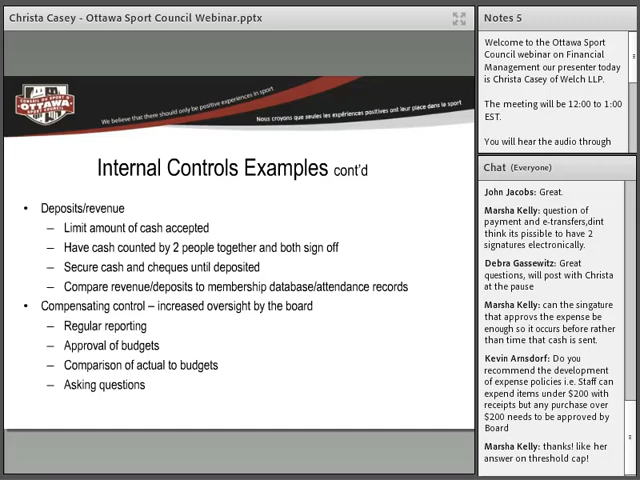 Christa Casey - Ottawa Sport Council Webinar.pptx
CONSEIL DU SPORT D'
OTTAWA
SPORT COUNCIL
We believe that there should only be positive experiences in sport
Nous croyons que seules les expériences positives ont leur place dans le sport
Internal Controls Examples cont'd
• Deposits/revenue
– Limit amount of cash accepted
– Have cash counted by 2 people together and both sign off
– Secure cash and cheques until deposited
– Compare revenue/deposits to membership database/attendance records
• Compensating control – increased oversight by the board
– Regular reporting
– Approval of budgets
– Comparison of actual to budgets
– Asking questions
Notes 5
Welcome to the Ottawa Sport
Council webinar on Financial
Management our presenter today
is Christa Casey of Welch LLP.
The meeting will be 12:00 to 1:00
EST.
You will hear the audio through
Chat (Everyone)
John Jacobs: Great.
Marsha Kelly: question of
payment and e-transfers,dint
think its pissible to have 2
signatures electronically.
Debra Gassewitz: Great
questions, will post with Christa
at the pause
Marsha Kelly: can the singature
that approvs the expense be
enough so it occurs before rather
than time that cash is sent.
Kevin Arnsdorf: Do you
recommend the development
of expense policies i.e. Staff can
expend items under $200 with
receipts but any purchase over
$200 needs to be approved by
Board
Marsha Kelly: thanks! like her
answer on threshold cap!